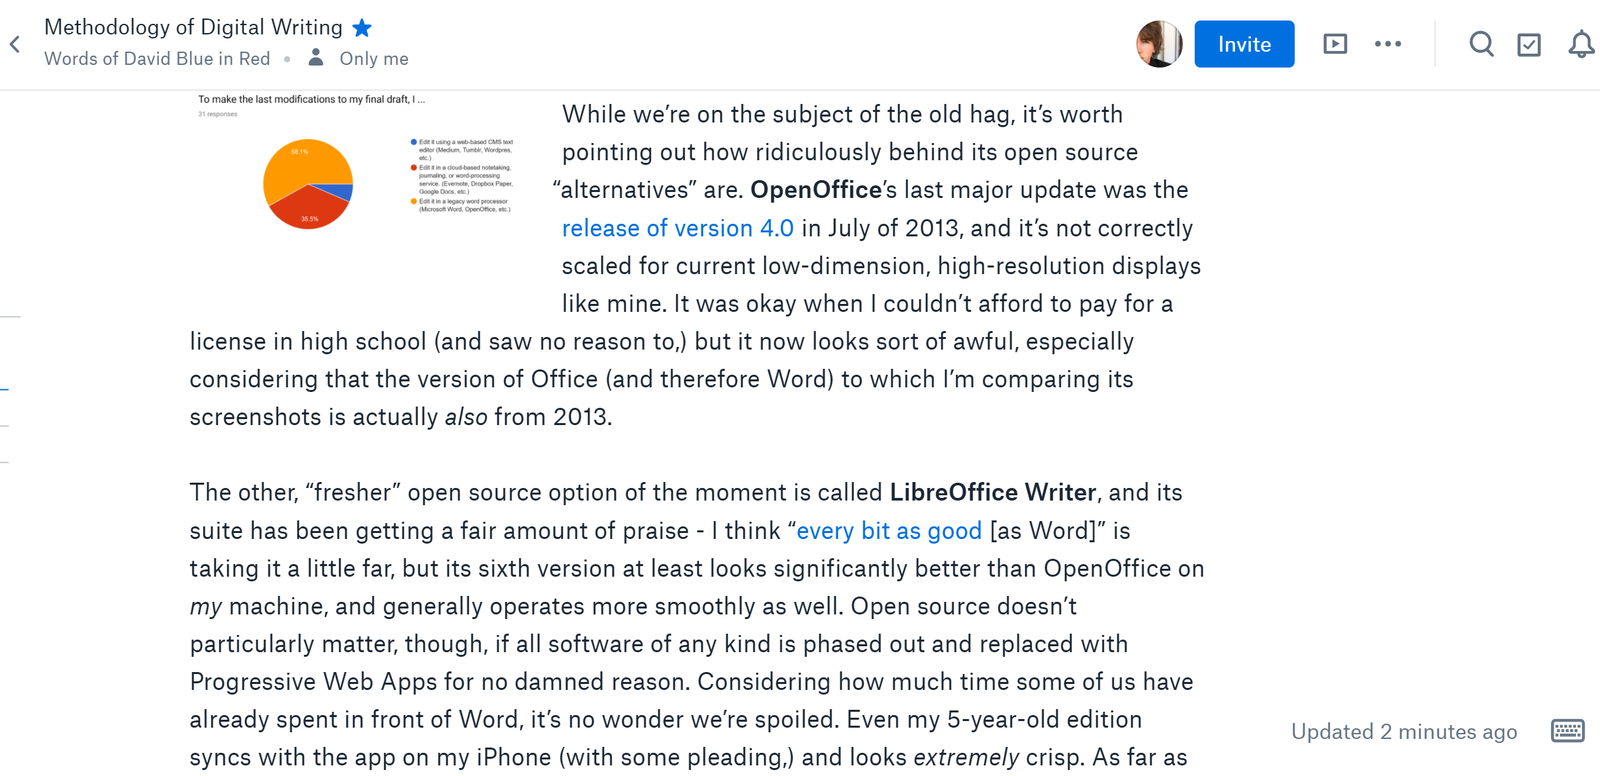 Methodology of Digital Writing
Words of David Blue in Red • Only me
Invite
To make the last modifications to my final draft, I ...
31 responses
58.1%
35.5%
Edit it using a web-based CMS text
editor (Medium, Tumblr, Wordpres,
etc.)
Edit it in a cloud-based notetaking,
journaling, or word-processing
service. (Evernote, Dropbox Paper,
Google Docs, etc.)
Edit it in a legacy word processor
(Microsoft Word, OpenOffice, etc.)
While we’re on the subject of the old hag, it’s worth
pointing out how ridiculously behind its open source
“alternatives” are. OpenOffice’s last major update was the
release of version 4.0 in July of 2013, and it’s not correctly
scaled for current low-dimension, high-resolution displays
like mine. It was okay when I couldn’t afford to pay for a
license in high school (and saw no reason to,) but it now looks sort of awful, especially
considering that the version of Office (and therefore Word) to which I’m comparing its
screenshots is actually also from 2013.
The other, “fresher” open source option of the moment is called LibreOffice Writer, and its
suite has been getting a fair amount of praise - I think “every bit as good [as Word]” is
taking it a little far, but its sixth version at least looks significantly better than OpenOffice on
my machine, and generally operates more smoothly as well. Open source doesn’t
particularly matter, though, if all software of any kind is phased out and replaced with
Progressive Web Apps for no damned reason. Considering how much time some of us have
already spent in front of Word, it’s no wonder we’re spoiled. Even my 5-year-old edition
syncs with the app on my iPhone (with some pleading,) and looks extremely crisp. As far as
Updated 2 minutes ago